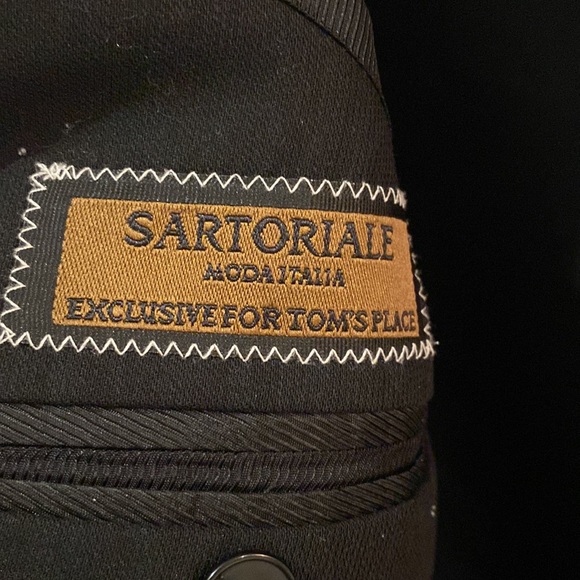 SARTORIALE
MODA ITALIA
EXCLUSIVE FOR TOM'S PLACE